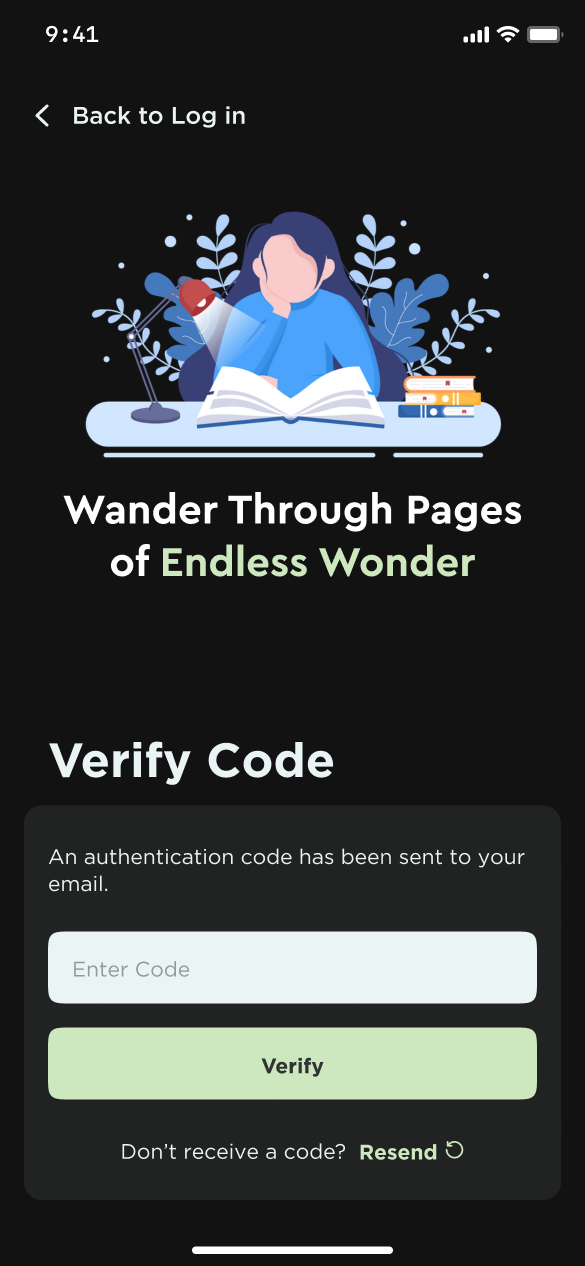 9:41
Back to Log in
Wander Through Pages
of Endless Wonder
Verify Code
An authentication code has been sent to your
email.
Enter Code
Verify
Don’t receive a code? Resend